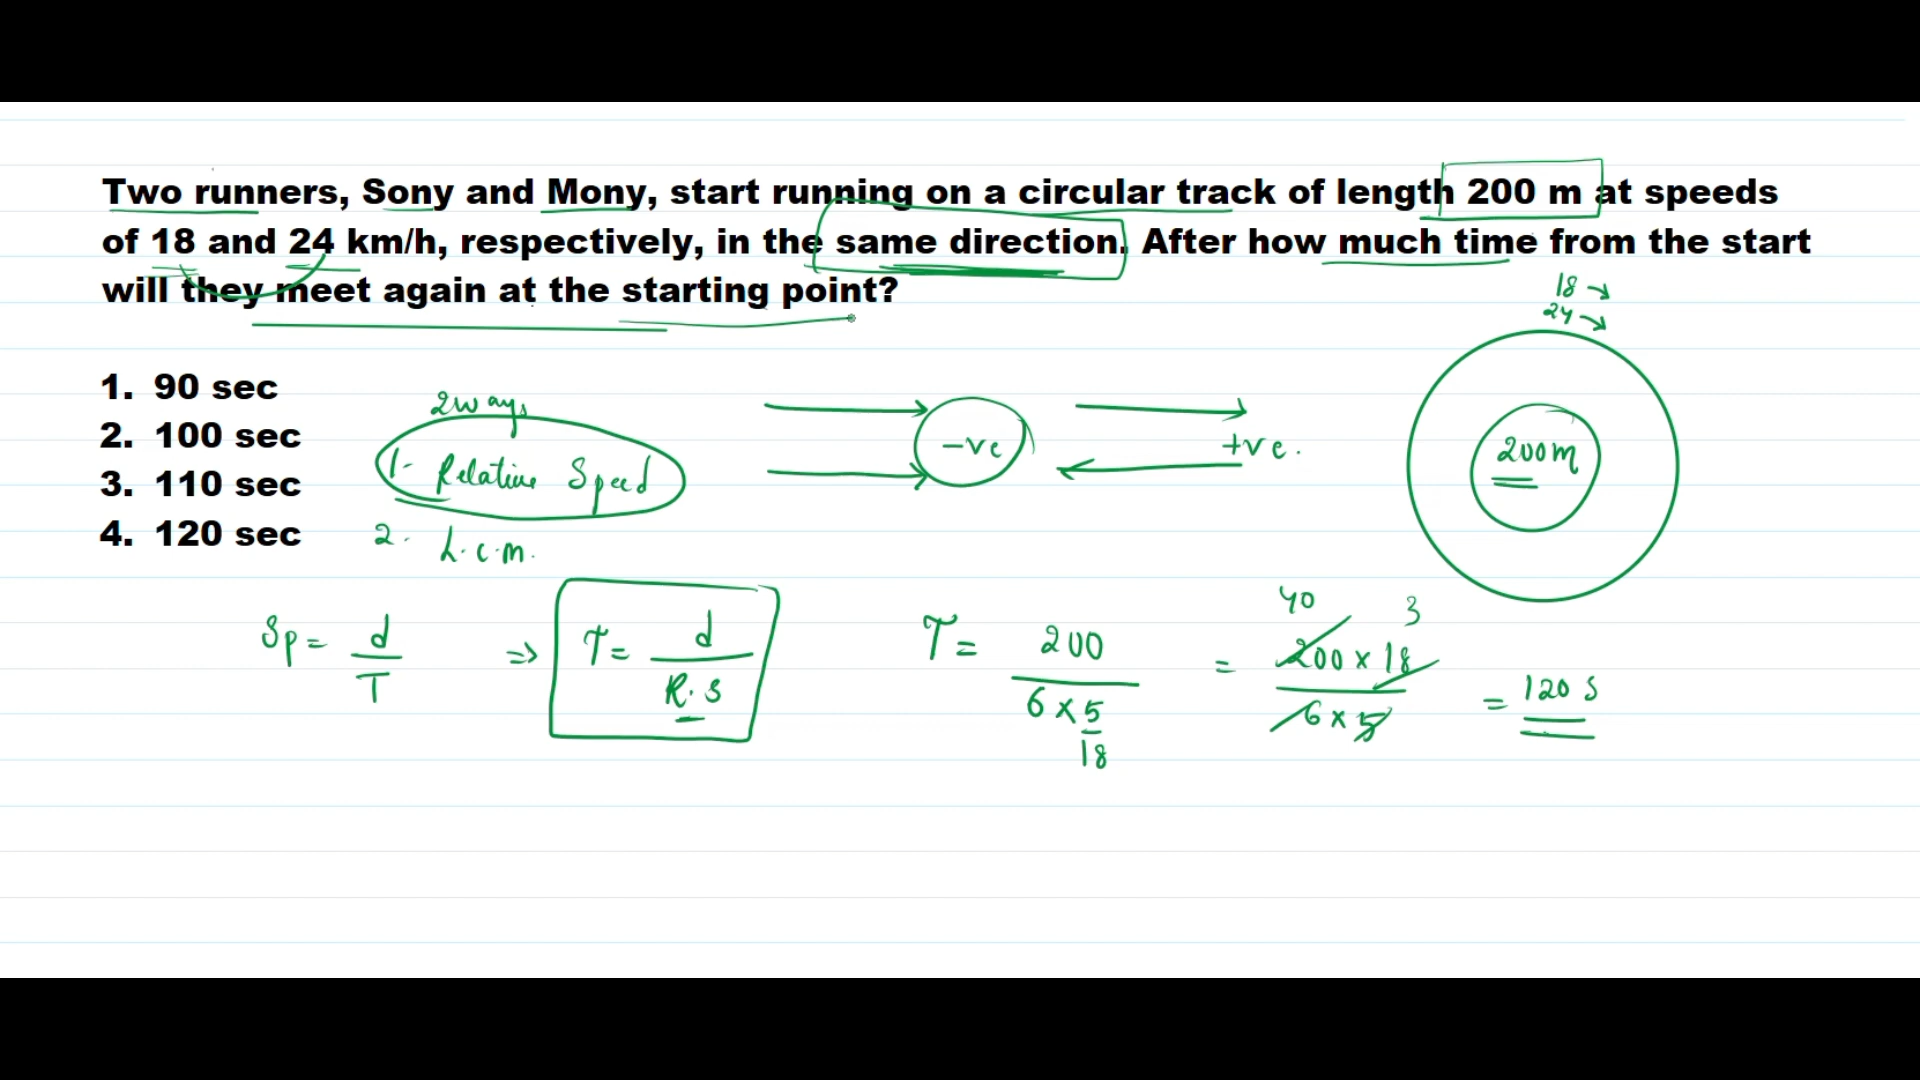 Two runners, Sony and Mony, start running on a circular track of length 200 m at speeds
of 18 and 24 km/h, respectively, in the same direction. After how much time from the start
will they meet again at the starting point?
18 →
24 →
1. 90 sec
2. 100 sec
3. 110 sec
4. 120 sec
2 ways
1- Relative Speed
2. L.C.M.
-ve
+ve.
200m
Sp = d/T ⇒ T = d/R.S
T = 200/(6 × 5/18) = (200 × 18)/(6 × 5) = 120 S
40 3